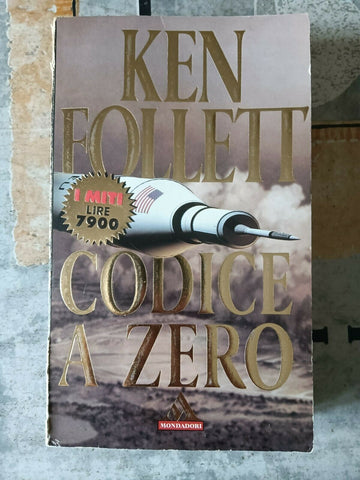 KEN
FOLLETT
I MITI
LIRE
7900
CODICE
A ZERO
MONDADORI